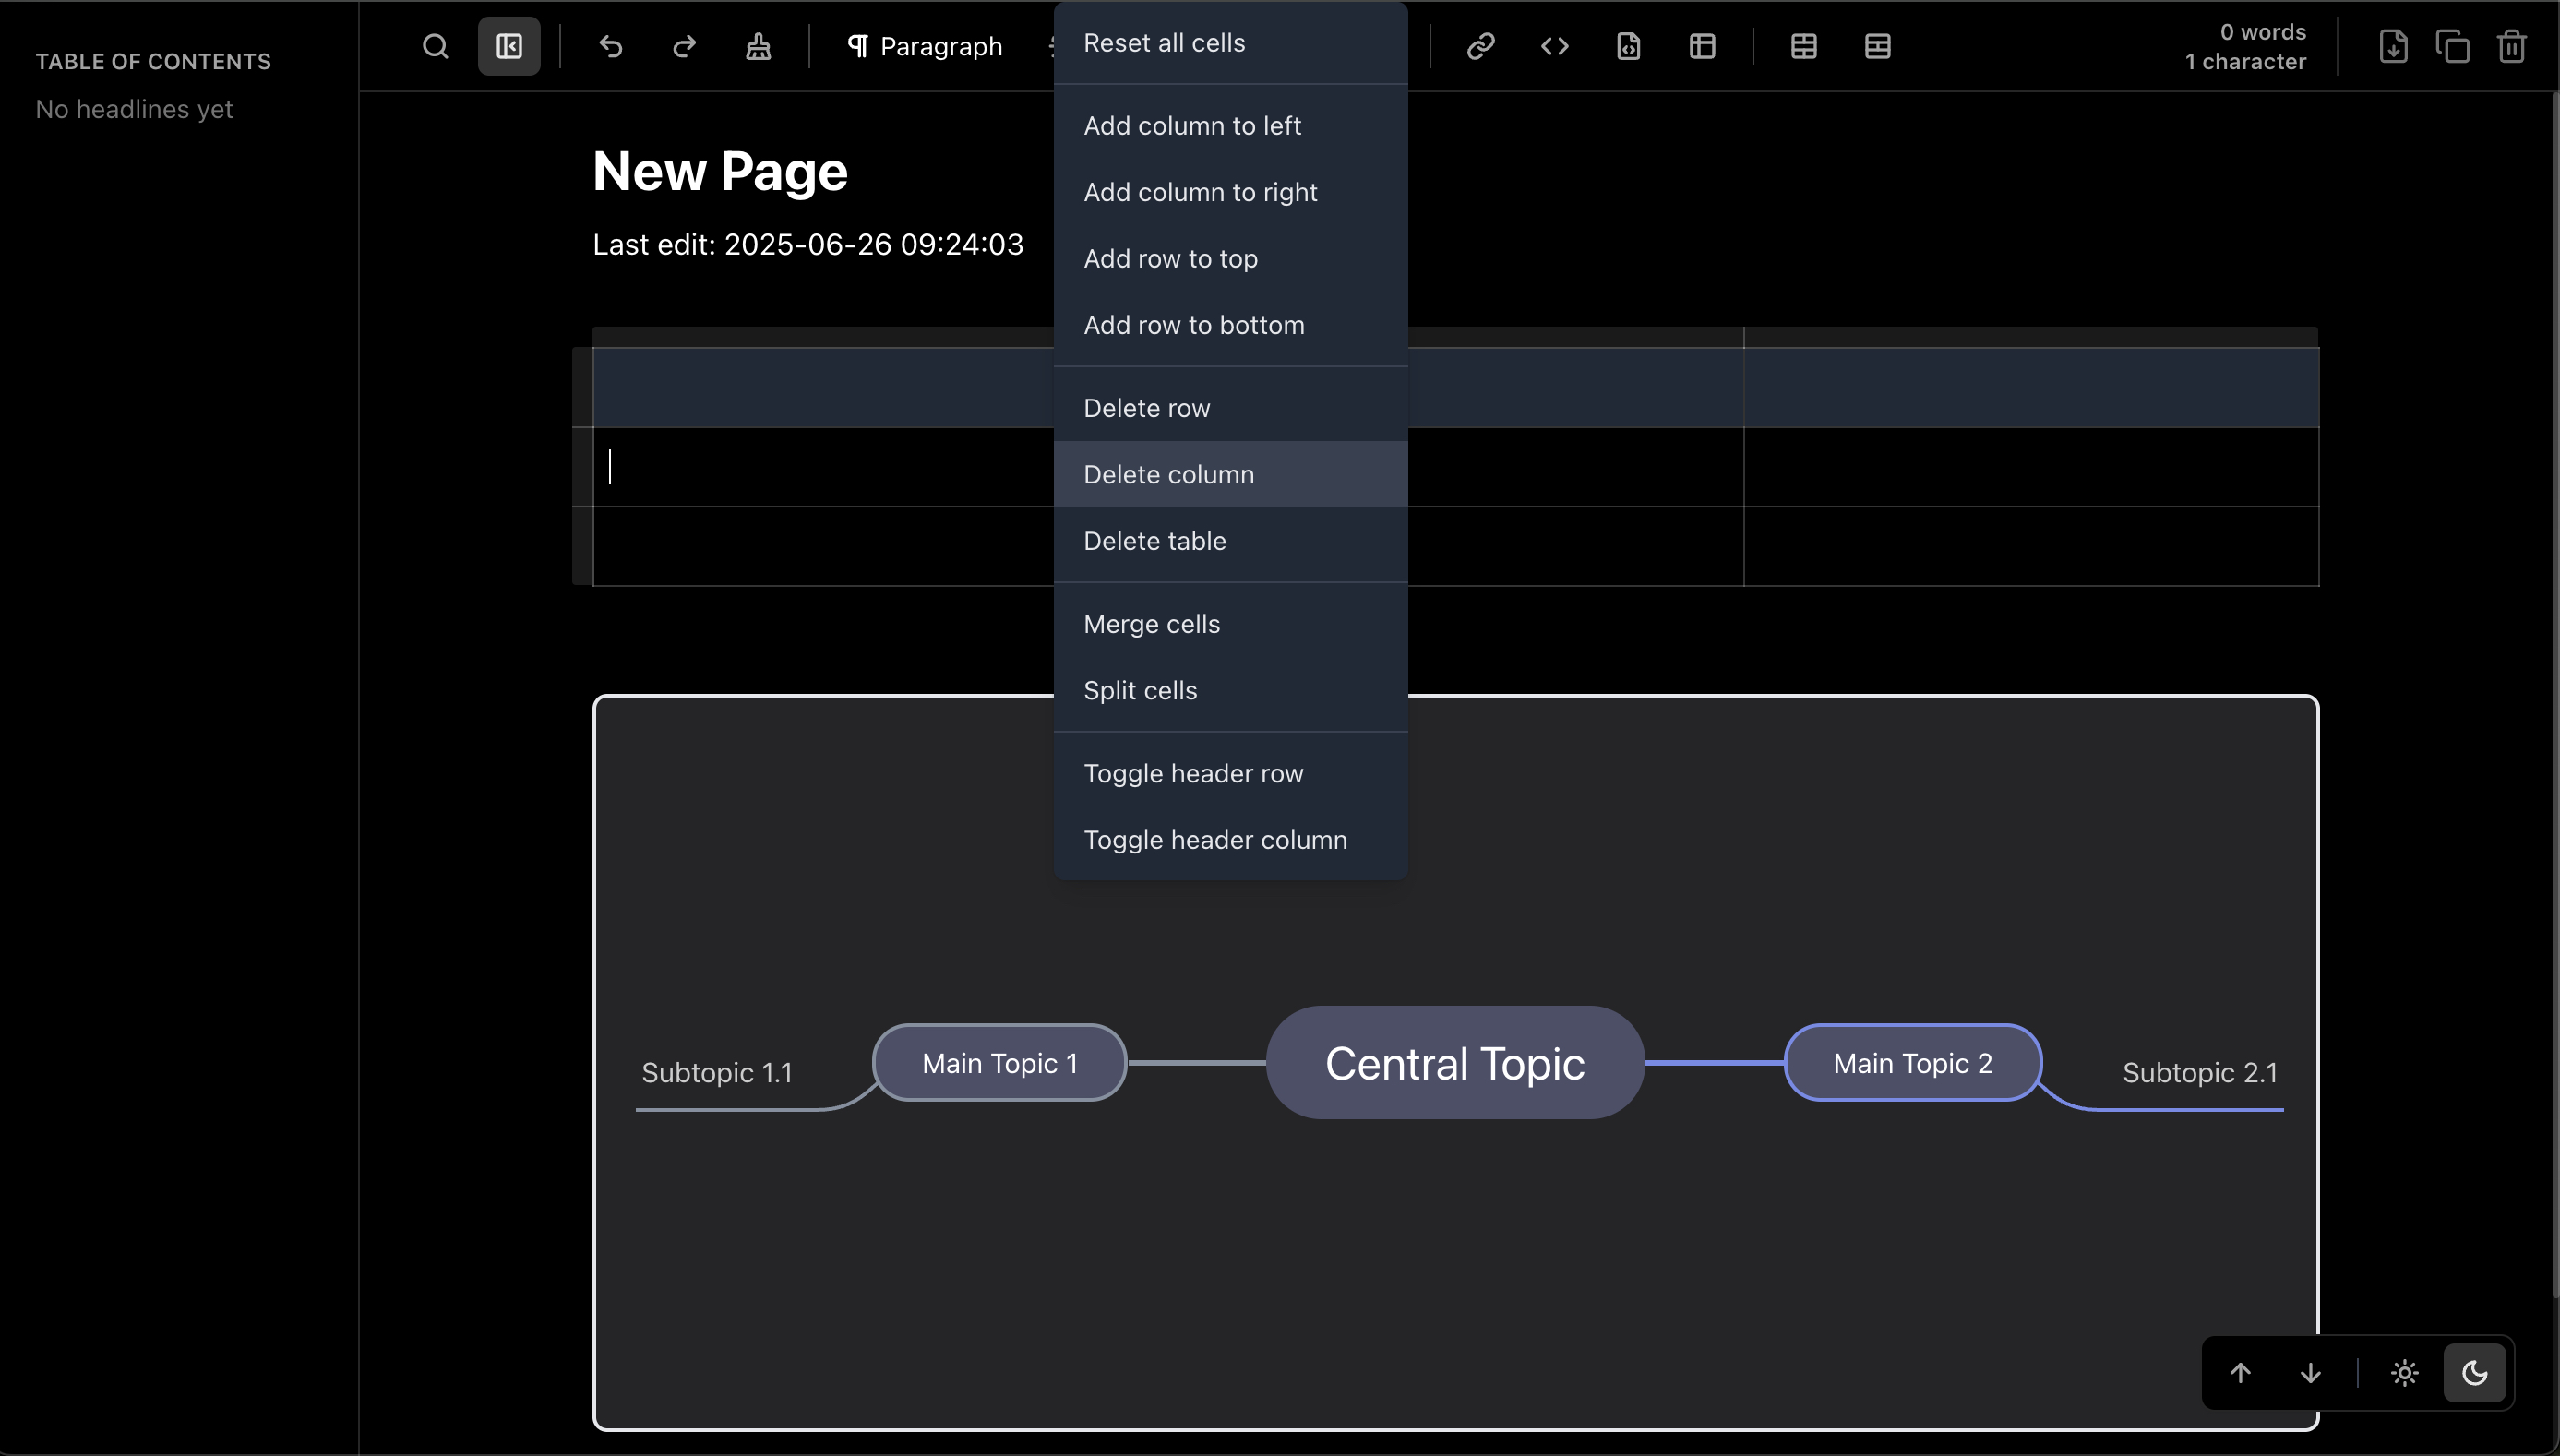 TABLE OF CONTENTS
No headlines yet
Paragraph
0 words
1 character
New Page
Last edit: 2025-06-26 09:24:03
Reset all cells
Add column to left
Add column to right
Add row to top
Add row to bottom
Delete row
Delete column
Delete table
Merge cells
Split cells
Toggle header row
Toggle header column
Subtopic 1.1
Main Topic 1
Central Topic
Main Topic 2
Subtopic 2.1